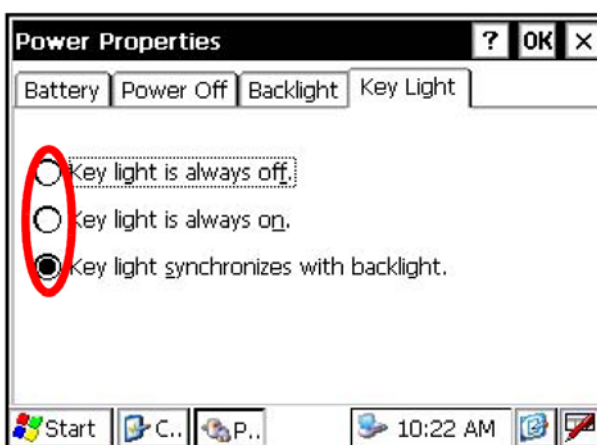 Power Properties ? OK ×
Battery Power Off Backlight Key Light
Key light is always off.
Key light is always on.
Key light synchronizes with backlight.
Start C.. P.. 10:22 AM